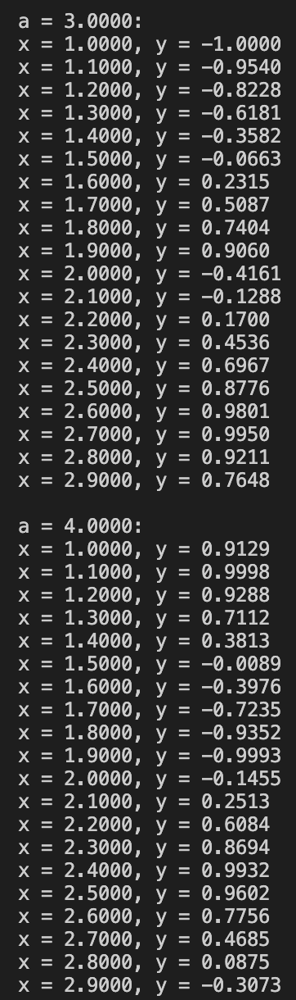 a = 3.0000:
x = 1.0000, y = −1.0000
x = 1.1000, y = −0.9540
x = 1.2000, y = −0.8228
x = 1.3000, y = −0.6181
x = 1.4000, y = −0.3582
x = 1.5000, y = −0.0663
x = 1.6000, y = 0.2315
x = 1.7000, y = 0.5087
x = 1.8000, y = 0.7404
x = 1.9000, y = 0.9060
x = 2.0000, y = −0.4161
x = 2.1000, y = −0.1288
x = 2.2000, y = 0.1700
x = 2.3000, y = 0.4536
x = 2.4000, y = 0.6967
x = 2.5000, y = 0.8776
x = 2.6000, y = 0.9801
x = 2.7000, y = 0.9950
x = 2.8000, y = 0.9211
x = 2.9000, y = 0.7648

a = 4.0000:
x = 1.0000, y = 0.9129
x = 1.1000, y = 0.9998
x = 1.2000, y = 0.9288
x = 1.3000, y = 0.7112
x = 1.4000, y = 0.3813
x = 1.5000, y = −0.0089
x = 1.6000, y = −0.3976
x = 1.7000, y = −0.7235
x = 1.8000, y = −0.9352
x = 1.9000, y = −0.9993
x = 2.0000, y = −0.1455
x = 2.1000, y = 0.2513
x = 2.2000, y = 0.6084
x = 2.3000, y = 0.8694
x = 2.4000, y = 0.9932
x = 2.5000, y = 0.9602
x = 2.6000, y = 0.7756
x = 2.7000, y = 0.4685
x = 2.8000, y = 0.0875
x = 2.9000, y = −0.3073